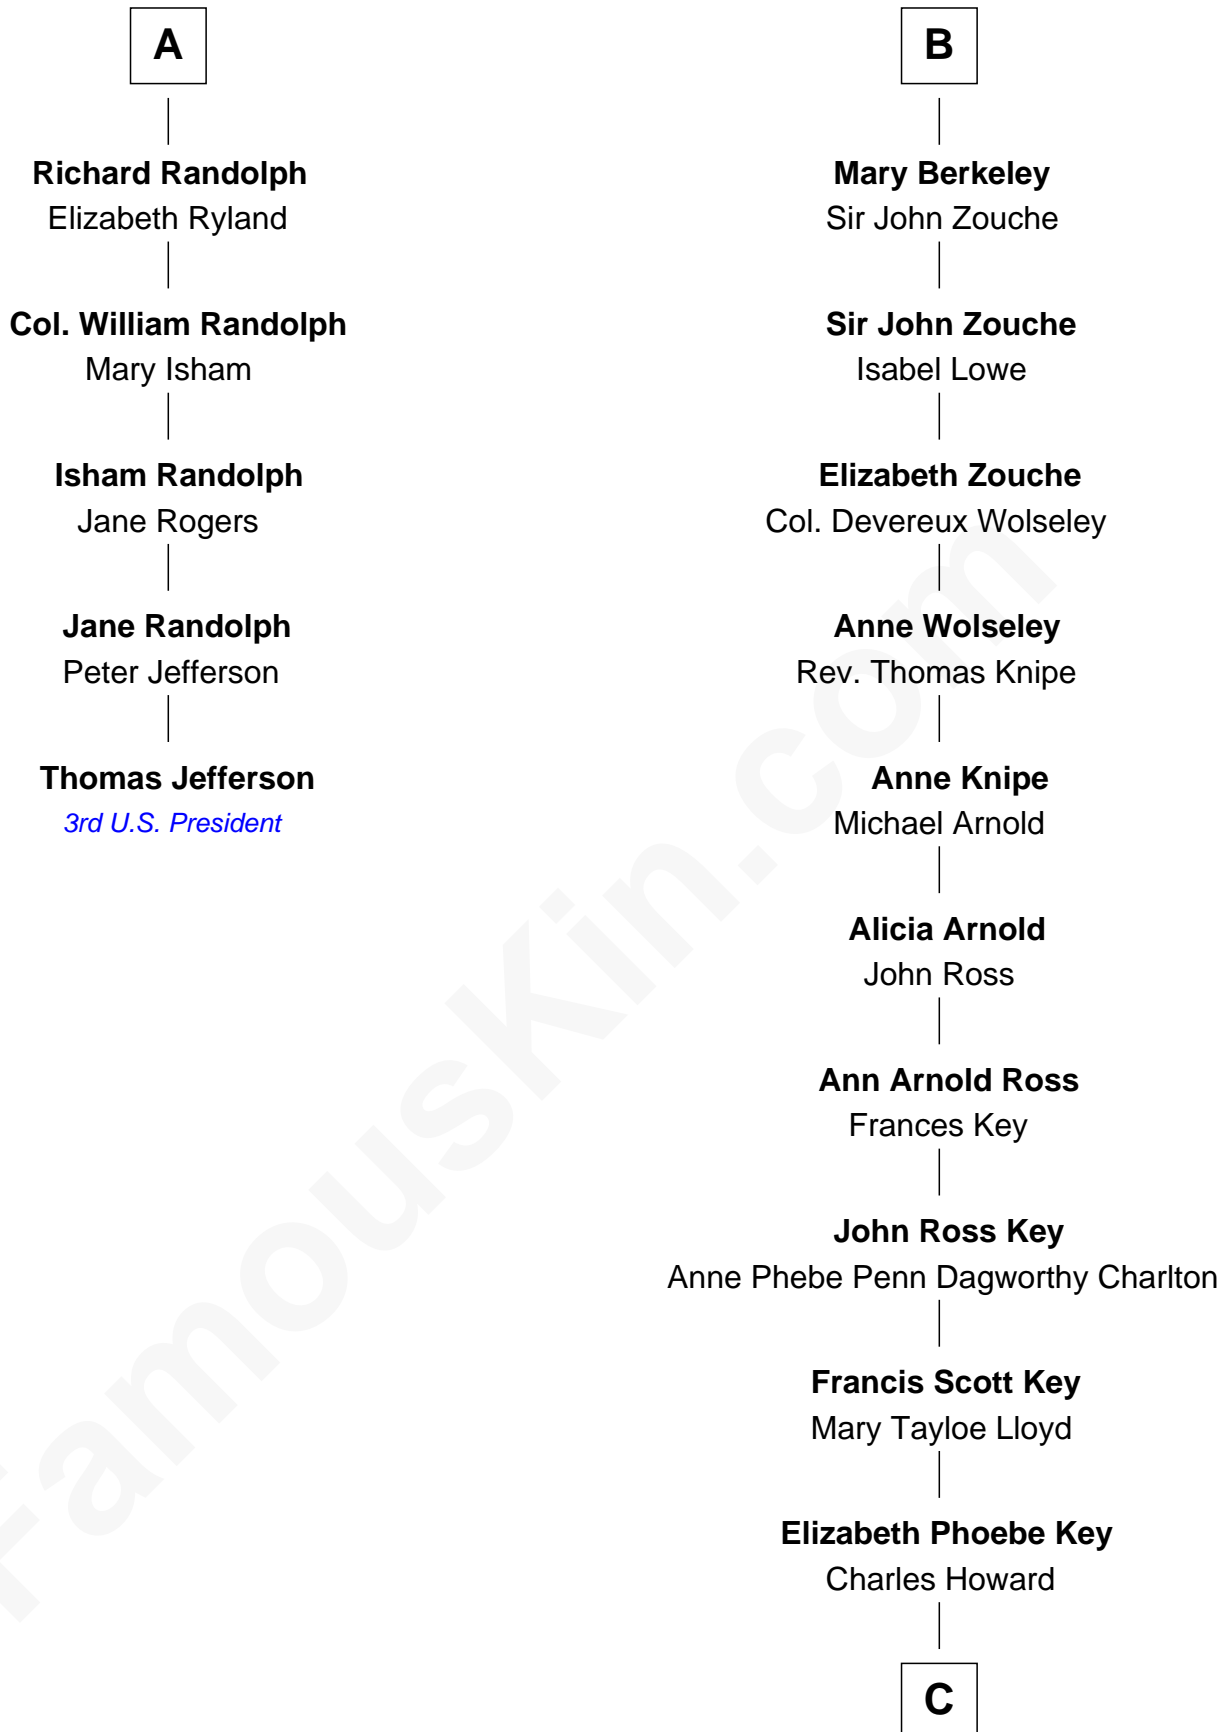 A
Richard Randolph
Elizabeth Ryland
Col. William Randolph
Mary Isham
Isham Randolph
Jane Rogers
Jane Randolph
Peter Jefferson
Thomas Jefferson
3rd U.S. President
B
Mary Berkeley
Sir John Zouche
Sir John Zouche
Isabel Lowe
Elizabeth Zouche
Col. Devereux Wolseley
Anne Wolseley
Rev. Thomas Knipe
Anne Knipe
Michael Arnold
Alicia Arnold
John Ross
Ann Arnold Ross
Frances Key
John Ross Key
Anne Phebe Penn Dagworthy Charlton
Francis Scott Key
Mary Tayloe Lloyd
Elizabeth Phoebe Key
Charles Howard
C
FamousKin.com